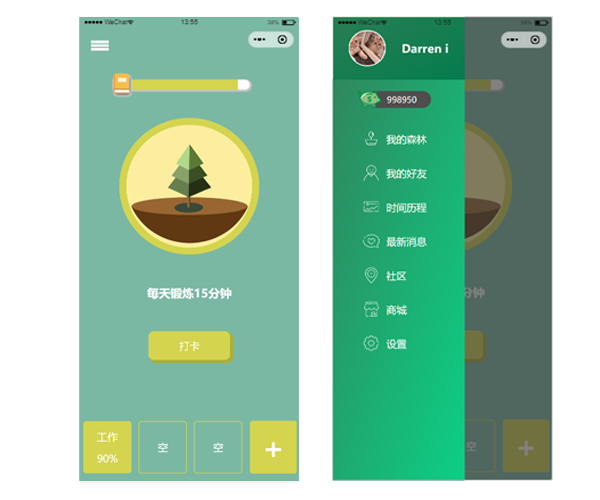 WeChat
13:55
38%
每天锻炼15分钟
打卡
工作
90%
空
空
+
WeChat
13:55
38%
Darren i
998950
我的森林
我的好友
时间历程
最新消息
社区
商城
设置
钟
空
+